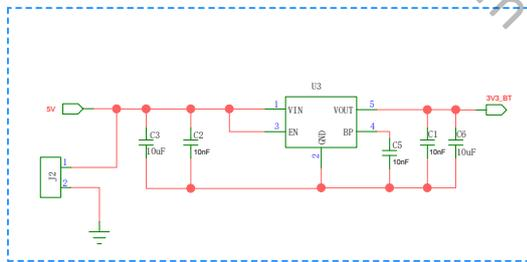 U3
5V
1 VIN VOUT 5
3V3_BT
3 EN BP 4
GND
2
C3
10uF
C2
10nF
C5
10nF
C1
10nF
C6
10uF
J2
1
2